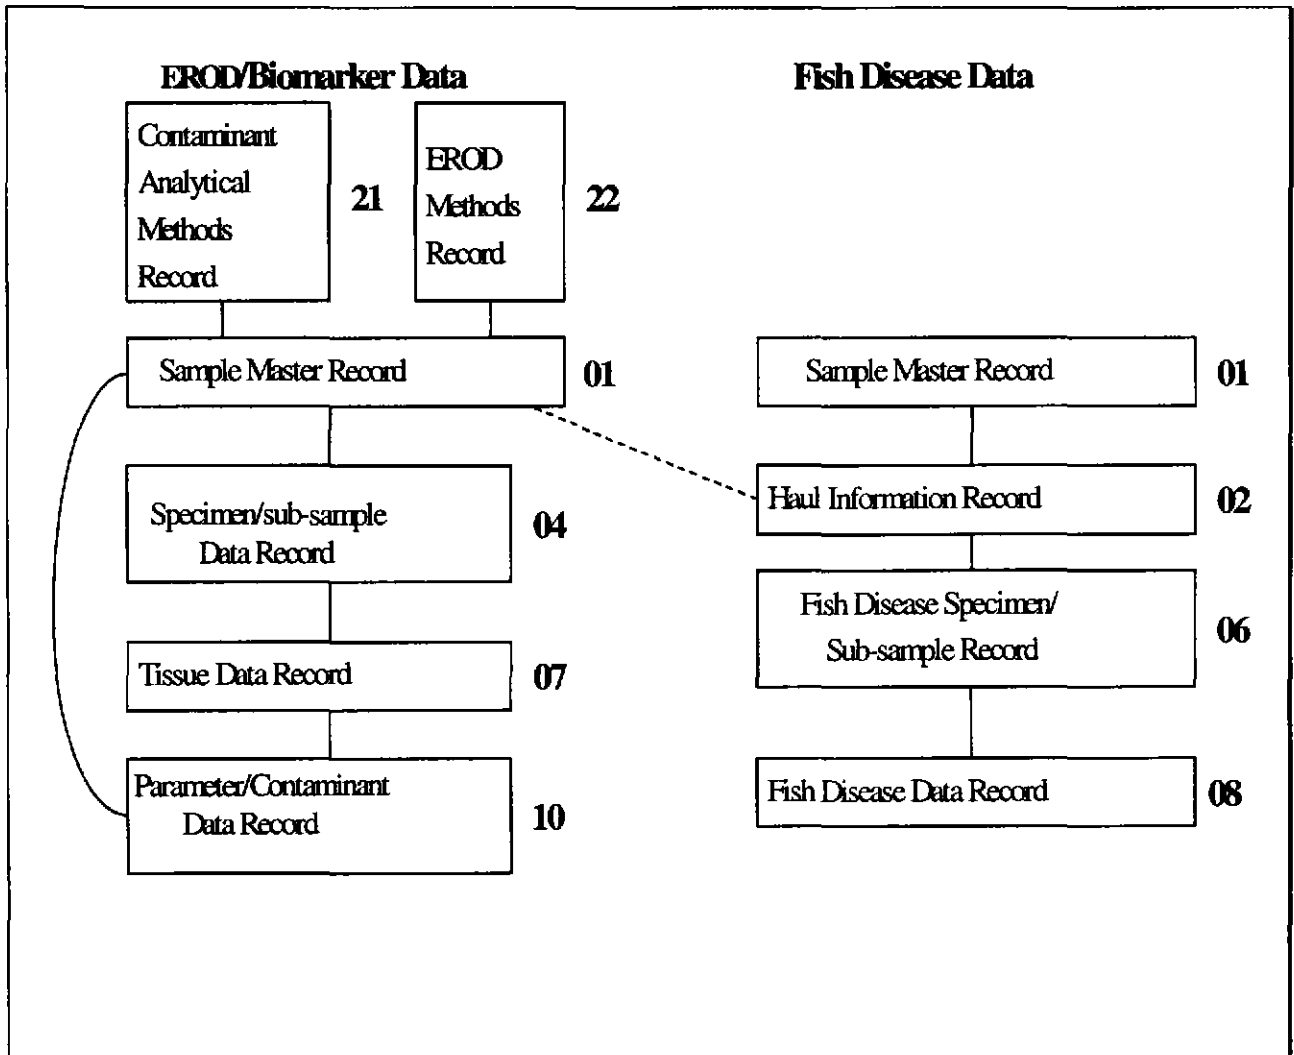 EROD/Biomarker Data
Contaminant
Analytical
Methods
Record
21
EROD
Methods
Record
22
Sample Master Record
01
Specimen/sub-sample
Data Record
04
Tissue Data Record
07
Parameter/Contaminant
Data Record
10
Fish Disease Data
Sample Master Record
01
Haul Information Record
02
Fish Disease Specimen/
Sub-sample Record
06
Fish Disease Data Record
08